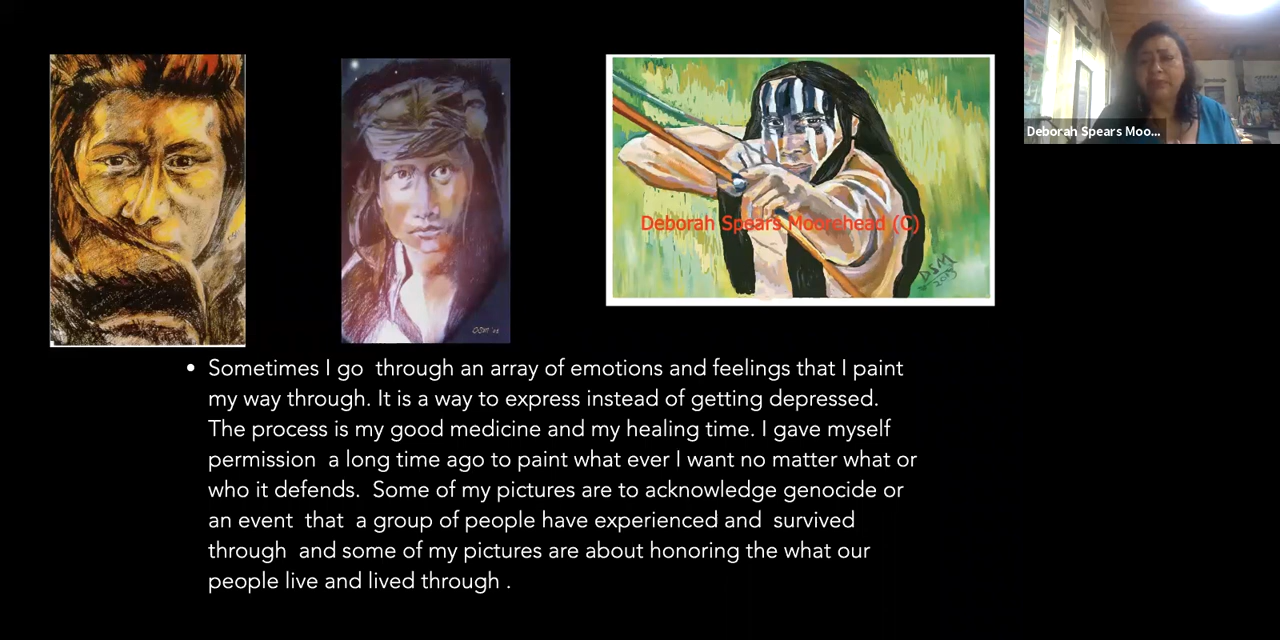 Deborah Spears Moo...
Deborah Spears Moorehead (C)
DSM
2013
• Sometimes I go  through an array of emotions and feelings that I paint
my way through. It is a way to express instead of getting depressed.
The process is my good medicine and my healing time. I gave myself
permission  a long time ago to paint what ever I want no matter what or
who it defends.  Some of my pictures are to acknowledge genocide or
an event  that  a group of people have experienced and  survived
through  and some of my pictures are about honoring the what our
people live and lived through .